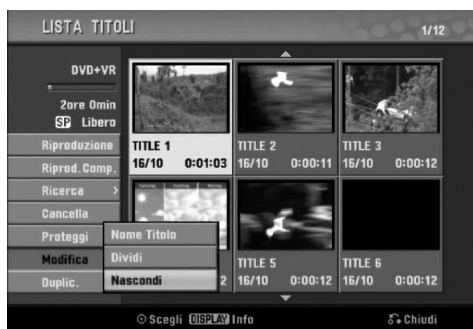 LISTA TITOLI
1/12
DVD+VR
2ore 0min
SP Libero
Riproduzione
Riprod.Comp.
Ricerca >
Cancella
Proteggi
Modifica
Duplic.
Nome Titolo
Dividi
Nascondi
TITLE 1
16/10 0:01:03
TITLE 2
16/10 0:00:11
TITLE 3
16/10 0:00:12
2
TITLE 5
16/10 0:00:12
TITLE 6
16/10 0:00:12
Scegli DISPLAY Info
Chiudi